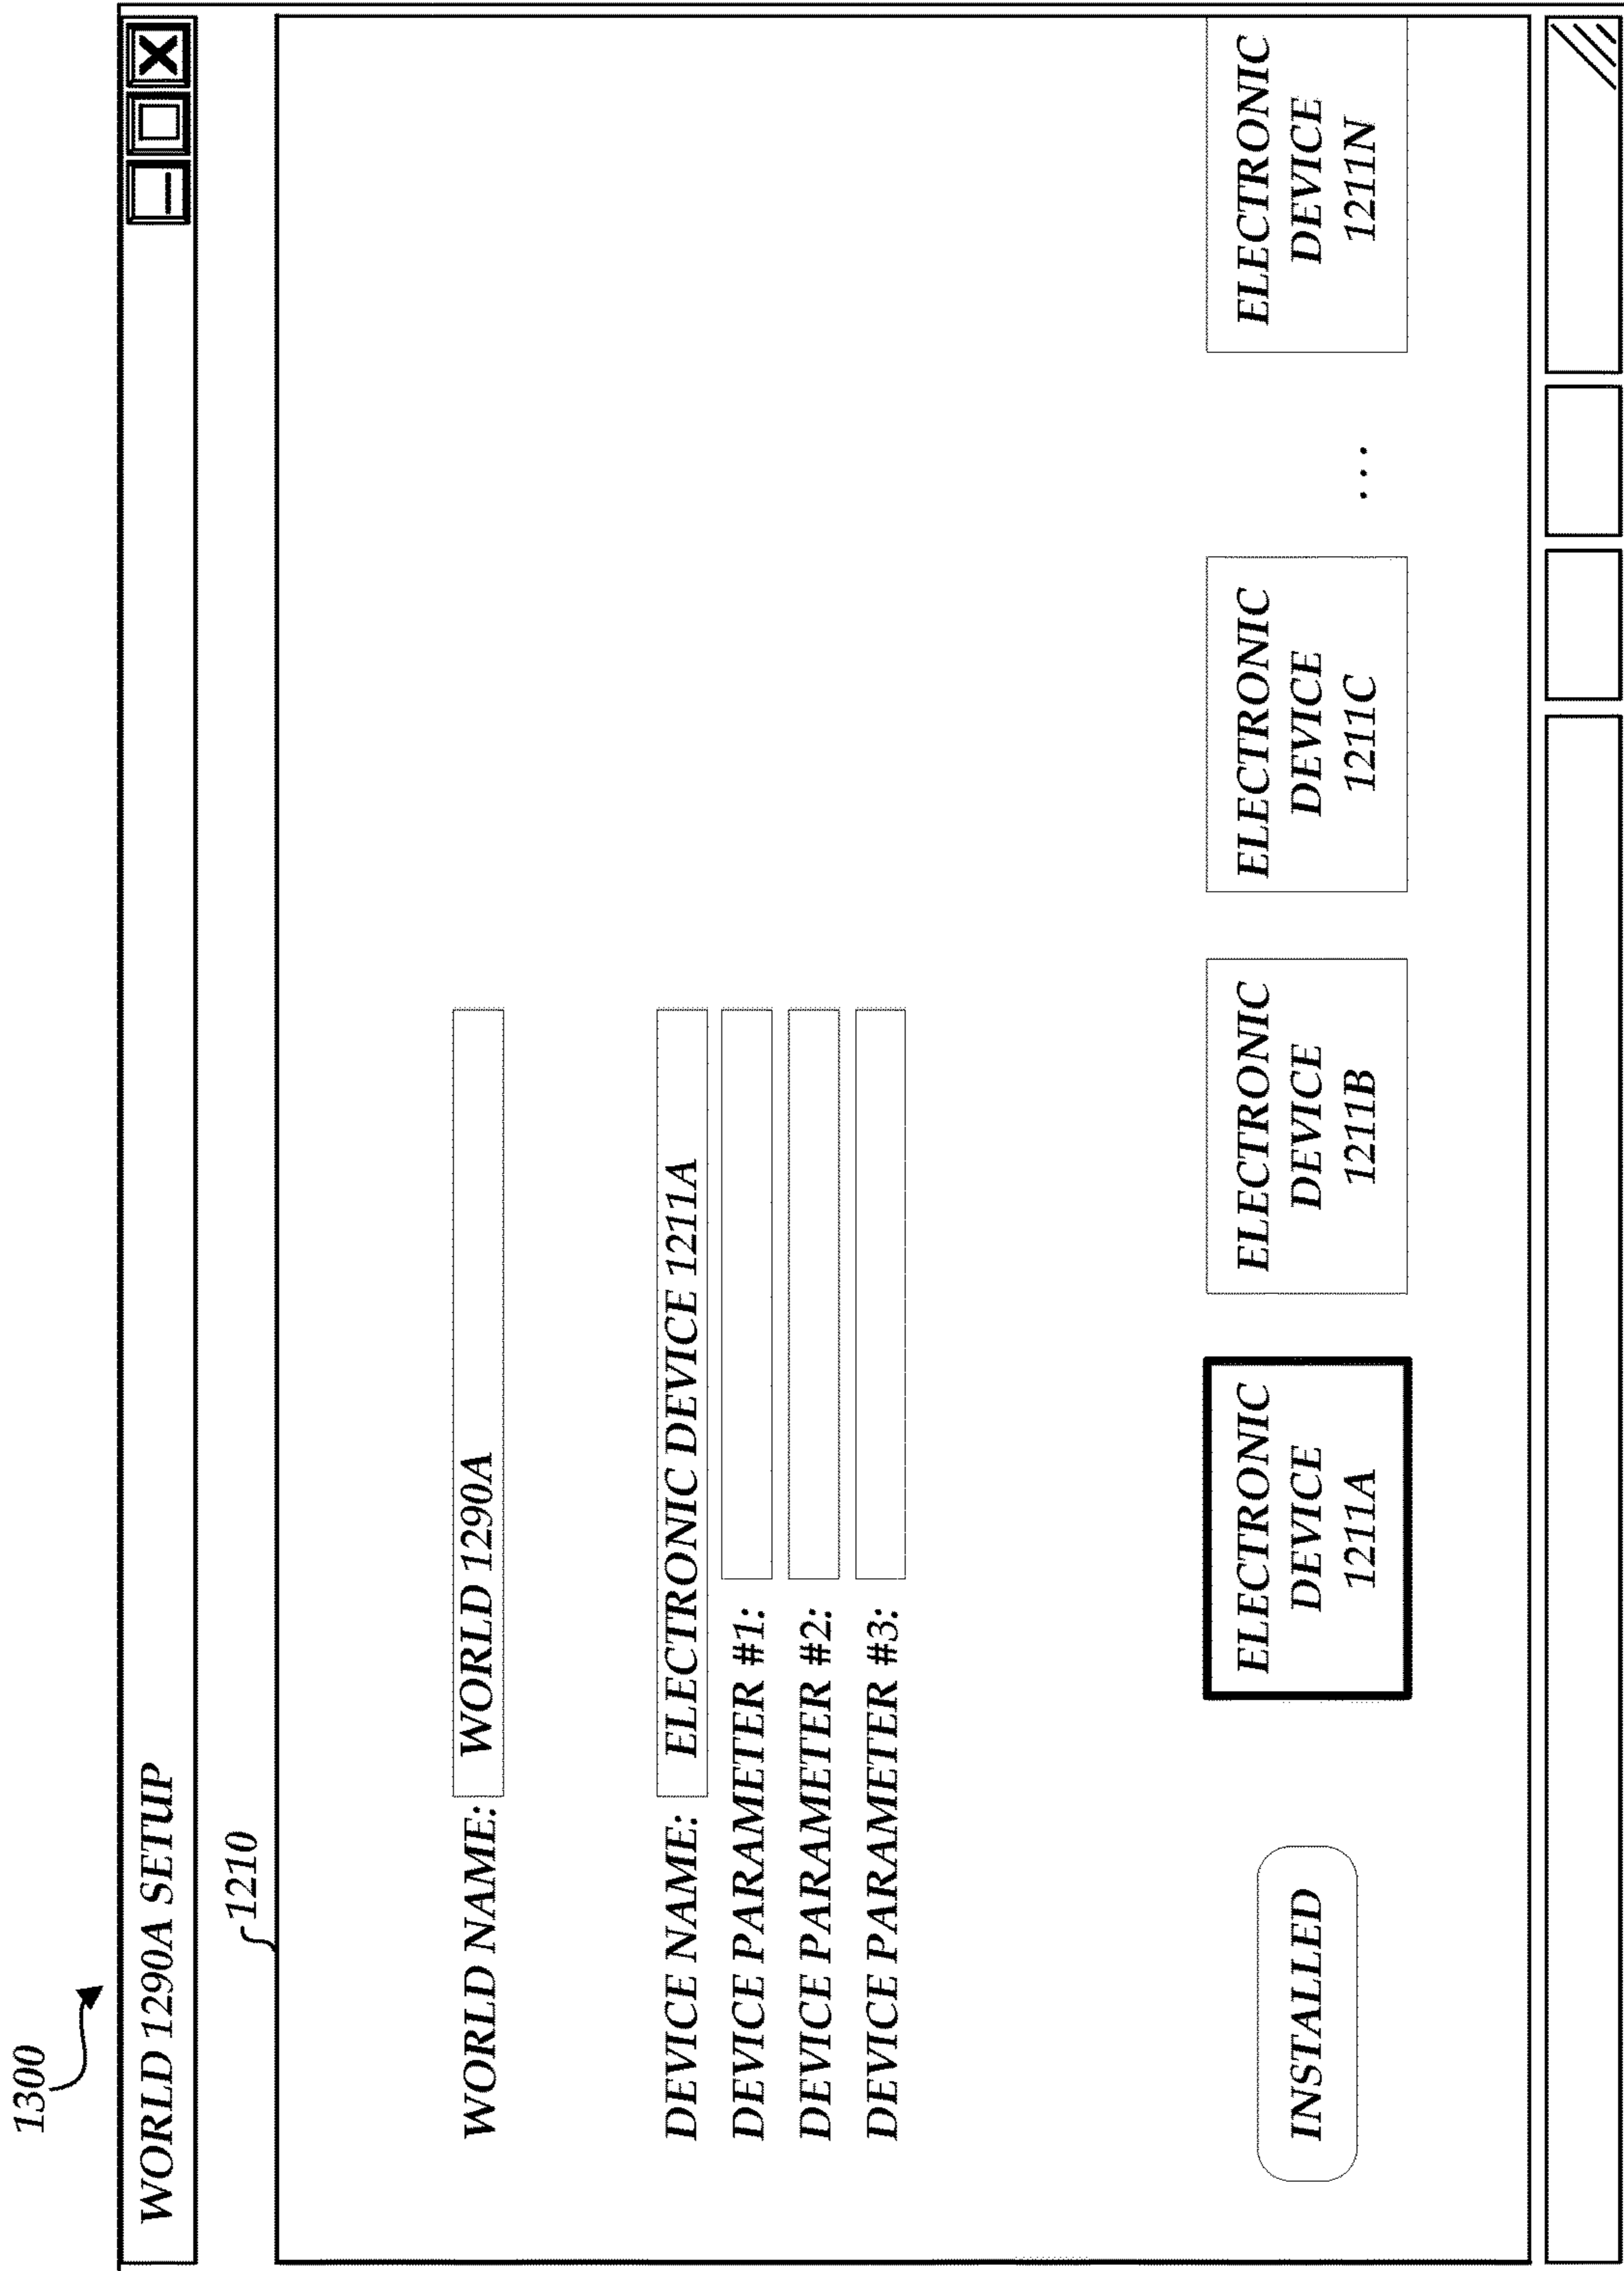 1300
WORLD 1290A SETUP
1210
WORLD NAME: WORLD 1290A
DEVICE NAME: ELECTRONIC DEVICE 1211A
DEVICE PARAMETER #1:
DEVICE PARAMETER #2:
DEVICE PARAMETER #3:
INSTALLED
ELECTRONIC
DEVICE
1211A
ELECTRONIC
DEVICE
1211B
ELECTRONIC
DEVICE
1211C
...
ELECTRONIC
DEVICE
1211N